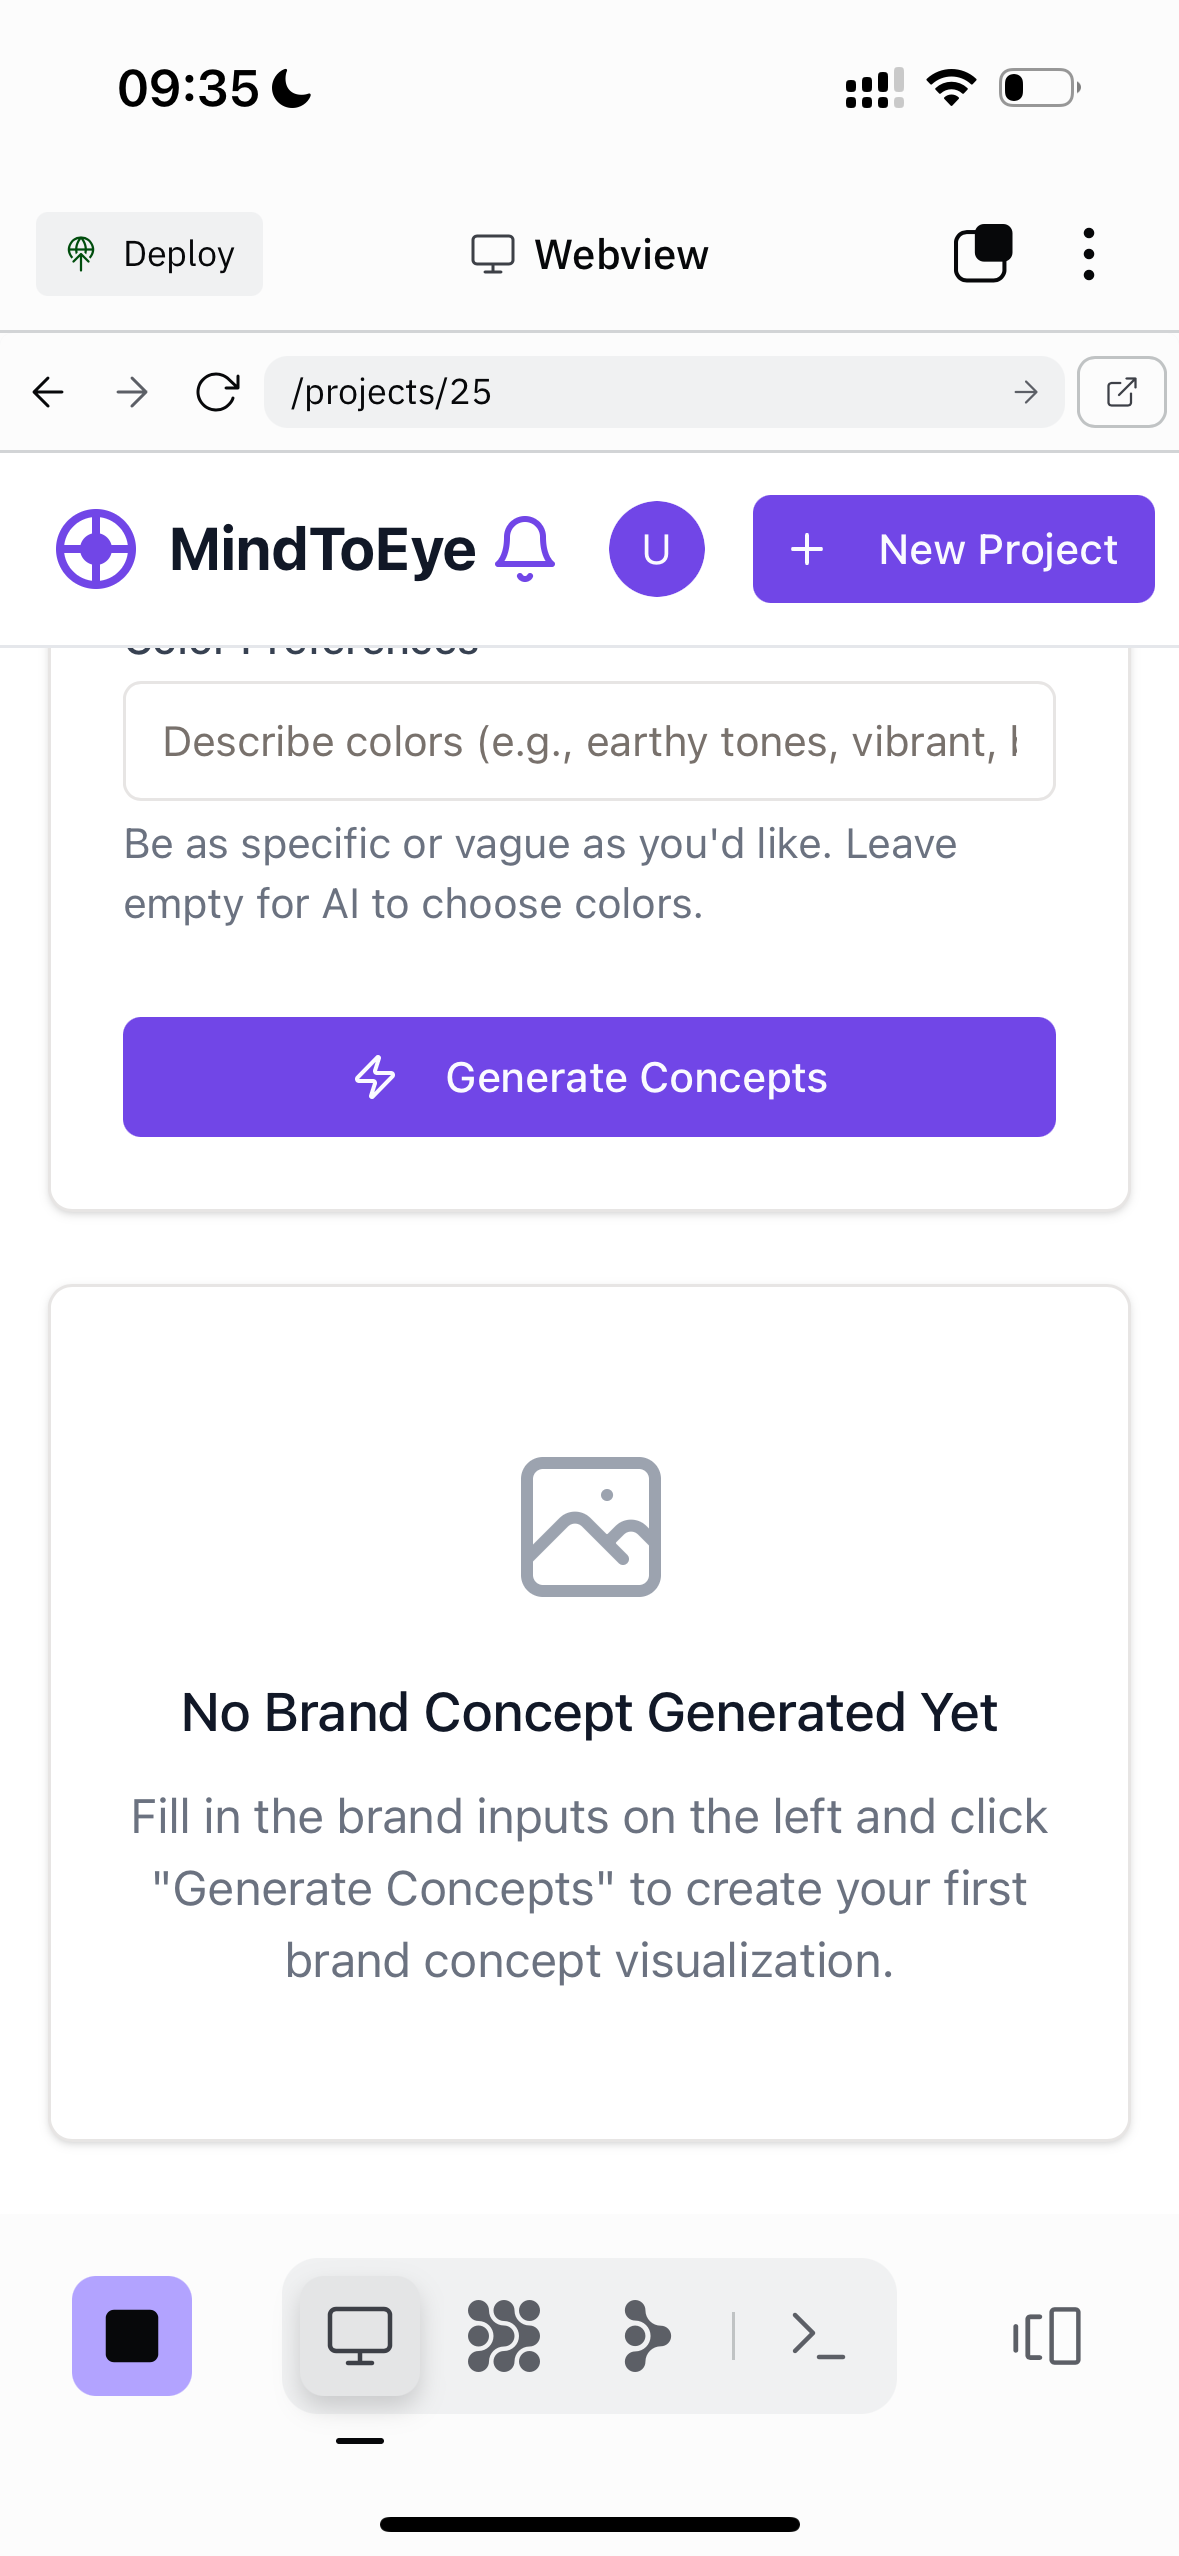 09:35
Deploy
Webview
/projects/25
MindToEye
U
New Project
Color Preferences
Describe colors (e.g., earthy tones, vibrant,
Be as specific or vague as you'd like. Leave
empty for AI to choose colors.
Generate Concepts
No Brand Concept Generated Yet
Fill in the brand inputs on the left and click
"Generate Concepts" to create your first
brand concept visualization.